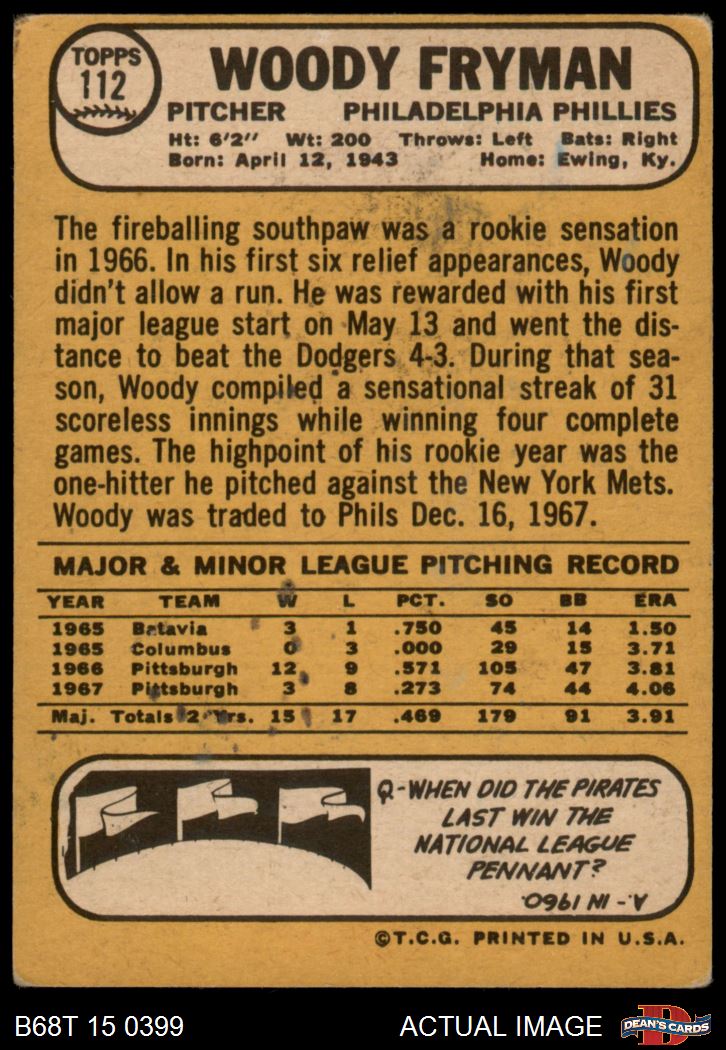 TOPPS
112
WOODY FRYMAN
PITCHER PHILADELPHIA PHILLIES
Ht: 6'2" Wt: 200 Throws: Left Bats: Right
Born: April 12, 1943 Home: Ewing, Ky.
The fireballing southpaw was a rookie sensation
in 1966. In his first six relief appearances, Woody
didn't allow a run. He was rewarded with his first
major league start on May 13 and went the dis-
tance to beat the Dodgers 4-3. During that sea-
son, Woody compiled a sensational streak of 31
scoreless innings while winning four complete
games. The highpoint of his rookie year was the
one-hitter he pitched against the New York Mets.
Woody was traded to Phils Dec. 16, 1967.
MAJOR & MINOR LEAGUE PITCHING RECORD
YEAR TEAM W L PCT. SO BB ERA
1965 Batavia 3 1 .750 45 14 1.50
1965 Columbus 0 3 .000 29 15 3.71
1966 Pittsburgh 12 9 .571 105 47 3.81
1967 Pittsburgh 3 8 .273 74 44 4.06
Maj. Totals 2 Yrs. 15 17 .469 179 91 3.91
Q-WHEN DID THE PIRATES
LAST WIN THE
NATIONAL LEAGUE
PENNANT?
A.- IN 1960.
©T.C.G. PRINTED IN U.S.A.
B68T 15 0399 ACTUAL IMAGE D DEAN'S CARDS